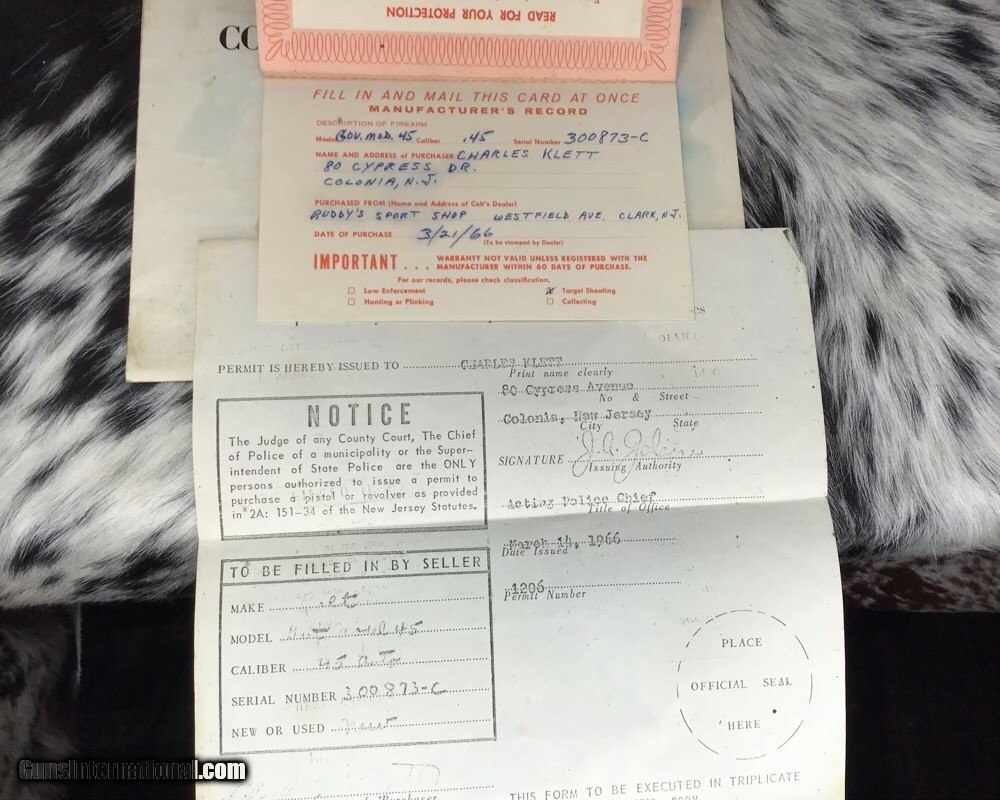 CO
READ FOR YOUR PROTECTION
FILL IN AND MAIL THIS CARD AT ONCE
MANUFACTURER'S RECORD
DESCRIPTION OF FIREARM
Model GOV. MOD. 45 Caliber .45 Serial Number 300873-C
NAME AND ADDRESS of PURCHASER CHARLES KLETT
80 CYPRESS DR.
COLONIA, N.J.
PURCHASED FROM (Name and Address of Colt's Dealer)
RUDDY'S SPORT SHOP WESTFIELD AVE. CLARK, N.J.
DATE OF PURCHASE 3/21/66
(To be stamped by Dealer)
IMPORTANT ... WARRANTY NOT VALID UNLESS REGISTERED WITH THE
MANUFACTURER WITHIN 60 DAYS OF PURCHASE.
For our records, please check classification.
Law Enforcement Target Shooting
Hunting or Plinking Collecting
PERMIT IS HEREBY ISSUED TO CHARLES KLETT
Print name clearly
80 Cypress Avenue
No & Street
Colonia, New Jersey
City State
NOTICE
The Judge of any County Court, The Chief
of Police of a municipality or the Super-
intendent of State Police are the ONLY
persons authorized to issue a permit to
purchase a pistol or revolver as provided
in 2A: 151-34 of the New Jersey Statutes.
SIGNATURE
Issuing Authority
Acting Police Chief
Title of Office
March 14, 1966
Date Issued
1206
Permit Number
TO BE FILLED IN BY SELLER
MAKE
MODEL 45
CALIBER 45 Auto
SERIAL NUMBER 300873-C
NEW OR USED New
PLACE
OFFICIAL SEAL
HERE
of Purchaser
THIS FORM TO BE EXECUTED IN TRIPLICATE
GunsInternational.com